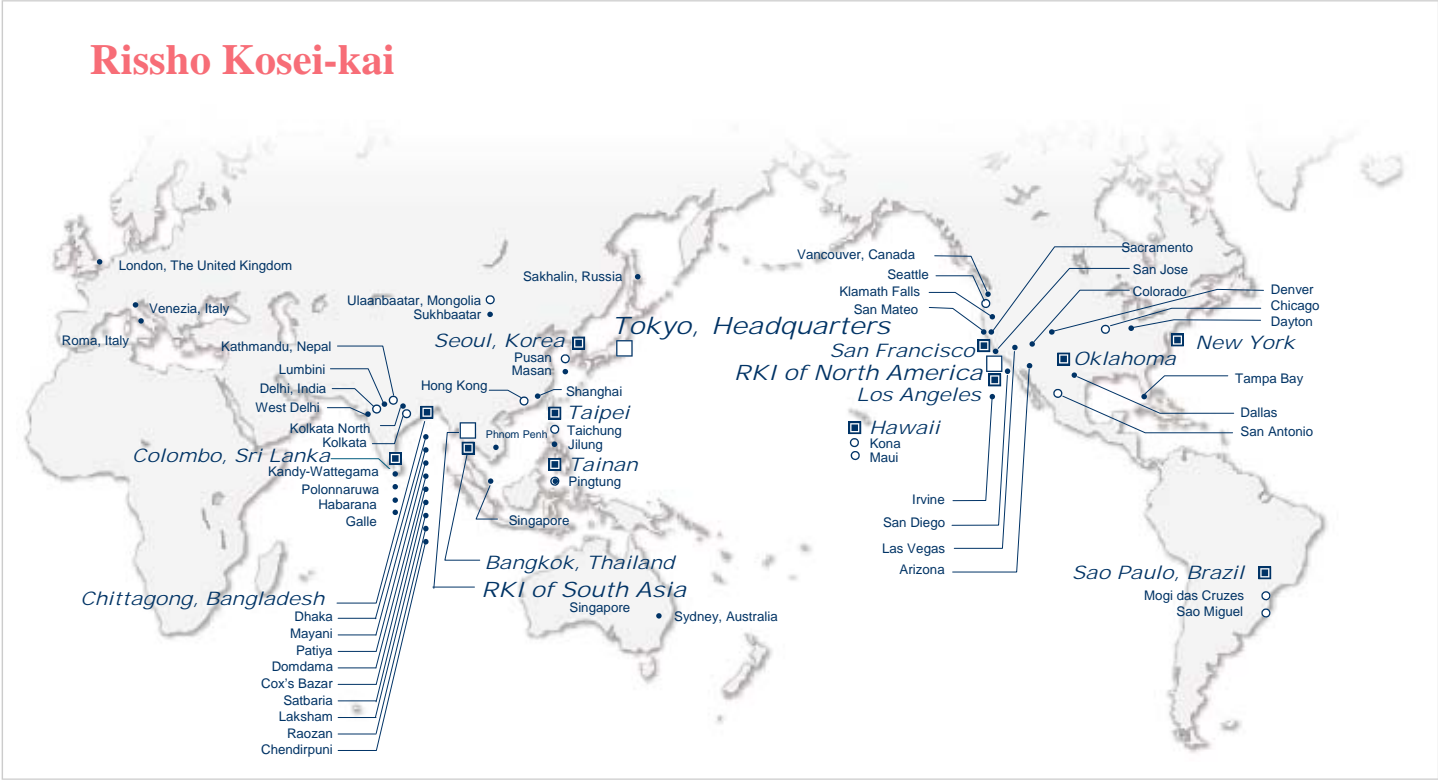 Rissho Kosei-kai
London, The United Kingdom
Venezia, Italy
Roma, Italy
Ulaanbaatar, Mongolia
Sukhbaatar
Sakhalin, Russia
Tokyo, Headquarters
Seoul, Korea
Pusan
Masan
Kathmandu, Nepal
Lumbini
Delhi, India
West Delhi
Kolkata North
Kolkata
Hong Kong
Shanghai
Taipei
Taichung
Jilung
Tainan
Pingtung
Phnom Penh
Colombo, Sri Lanka
Kandy-Wattegama
Polonnaruwa
Habarana
Galle
Singapore
Bangkok, Thailand
RKI of South Asia
Singapore
Sydney, Australia
Chittagong, Bangladesh
Dhaka
Mayani
Patiya
Domdama
Cox's Bazar
Satbaria
Laksham
Raozan
Chendirpuni
Vancouver, Canada
Seattle
Klamath Falls
San Mateo
San Francisco
RKI of North America
Los Angeles
Hawaii
Kona
Maui
Irvine
San Diego
Las Vegas
Arizona
Sacramento
San Jose
Colorado
Denver
Chicago
Dayton
New York
Oklahoma
Tampa Bay
Dallas
San Antonio
Sao Paulo, Brazil
Mogi das Cruzes
Sao Miguel